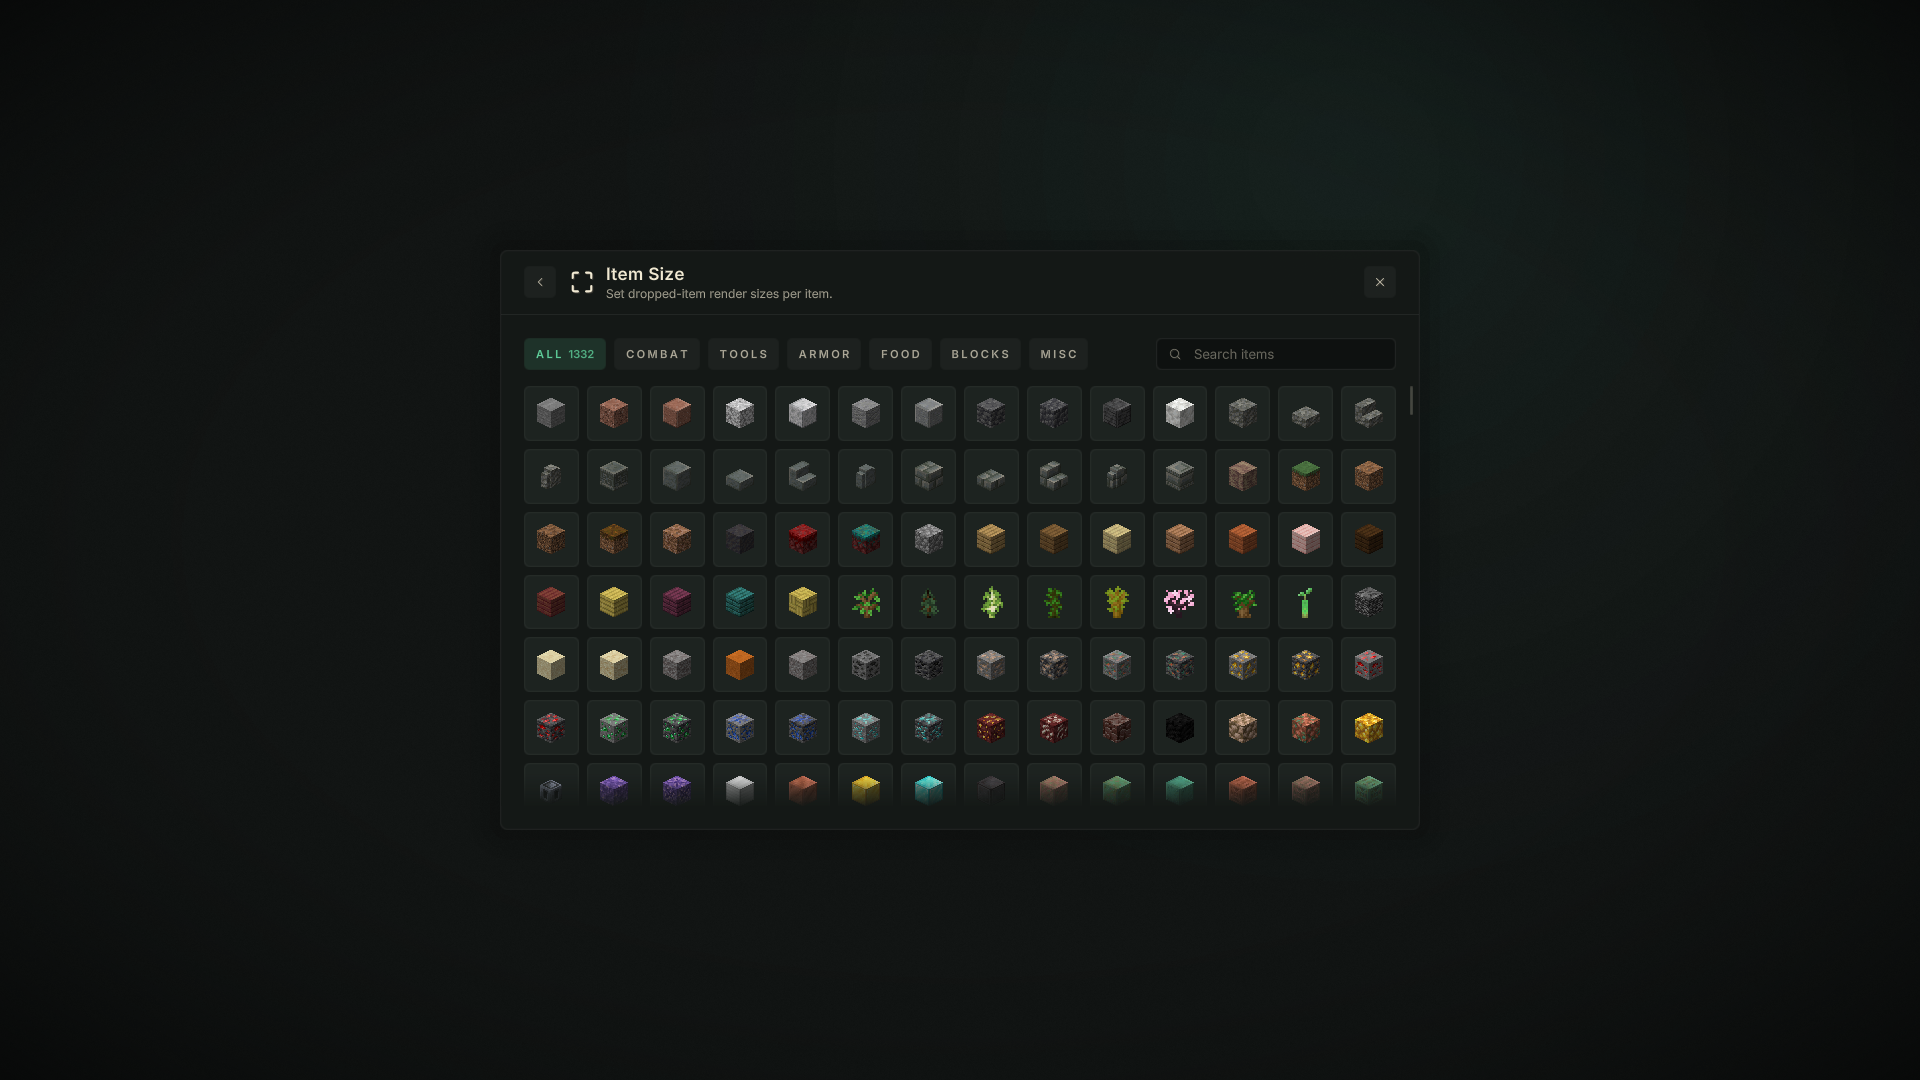 Item Size
Set dropped-item render sizes per item.
ALL 1332 COMBAT TOOLS ARMOR FOOD BLOCKS MISC Search items